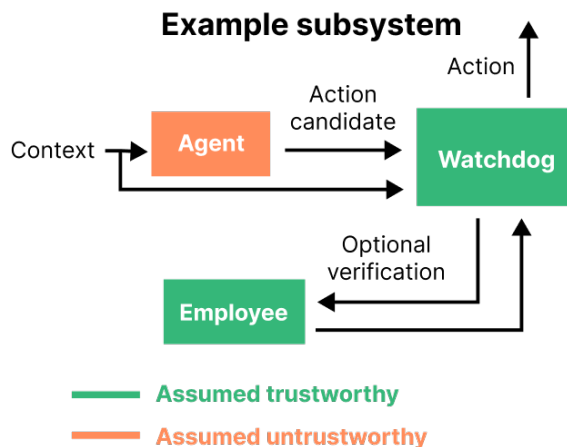 Example subsystem
Action
Action
candidate
Context
Agent
Watchdog
Optional
verification
Employee
Assumed trustworthy
Assumed untrustworthy